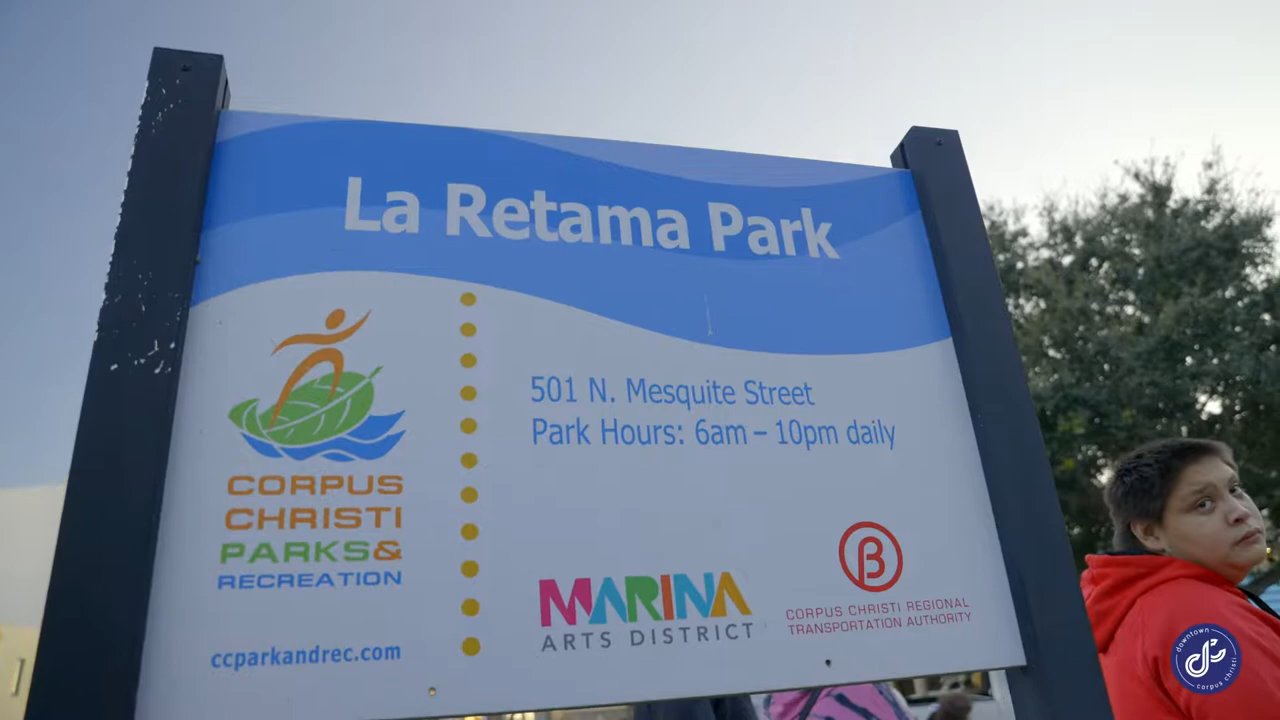 La Retama Park
501 N. Mesquite Street
Park Hours: 6am – 10pm daily
CORPUS
CHRISTI
PARKS&
RECREATION
ccparkandrec.com
MARINA
ARTS DISTRICT
CORPUS CHRISTI REGIONAL
TRANSPORTATION AUTHORITY
downtown
corpus christi